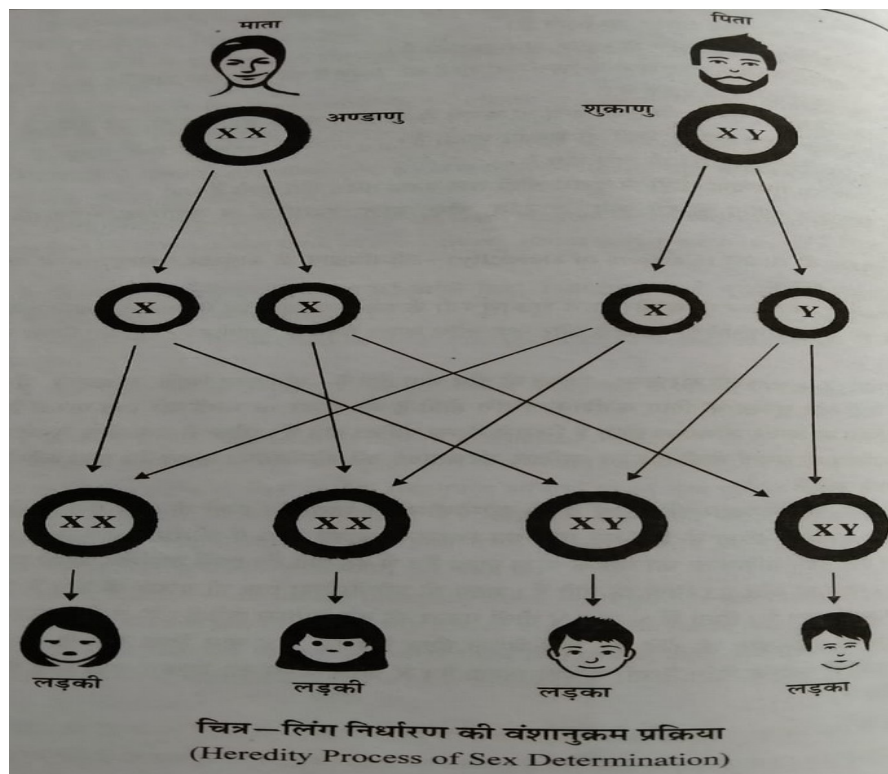 माता पिता
अण्डाणु शुक्राणु
X X X Y
X X X Y
X X X X X Y X Y
लड़की लड़की लड़का लड़का
चित्र—लिंग निर्धारण की वंशानुक्रम प्रक्रिया
(Heredity Process of Sex Determination)